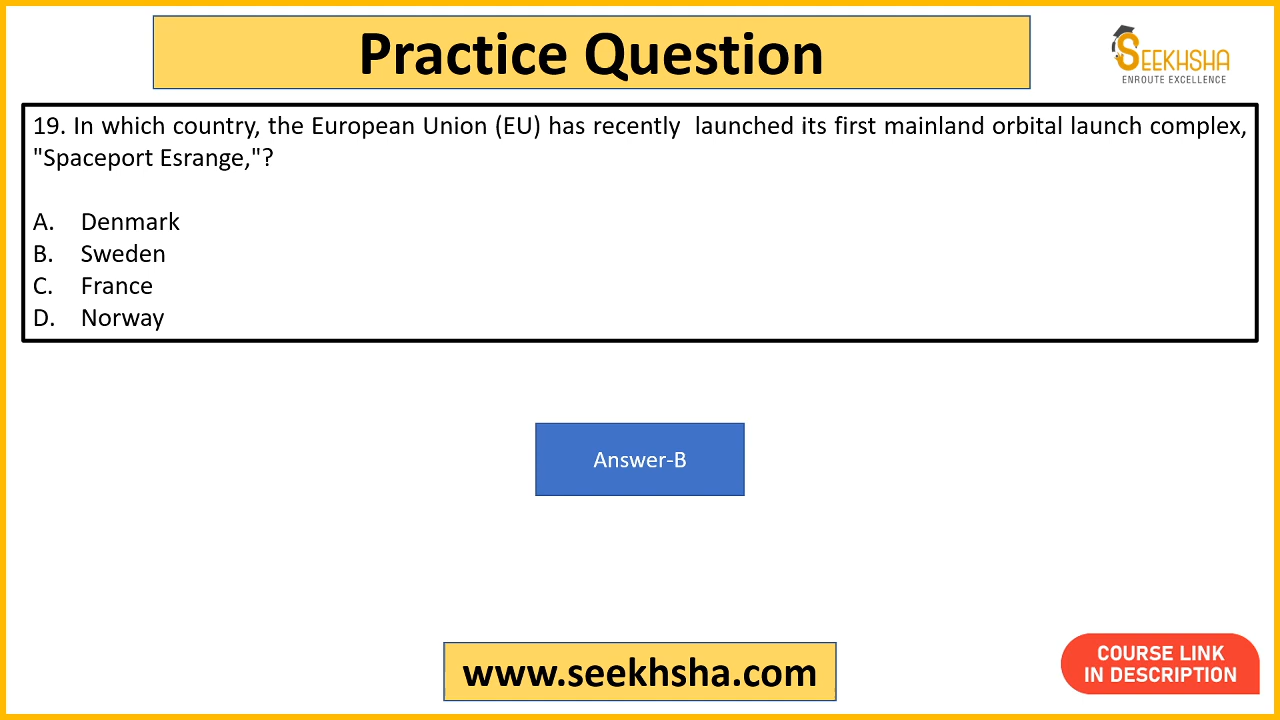 Practice Question
SEEKHSHA
ENROUTE EXCELLENCE
19. In which country, the European Union (EU) has recently launched its first mainland orbital launch complex,
"Spaceport Esrange,"?
A. Denmark
B. Sweden
C. France
D. Norway
Answer-B
www.seekhsha.com
COURSE LINK
IN DESCRIPTION